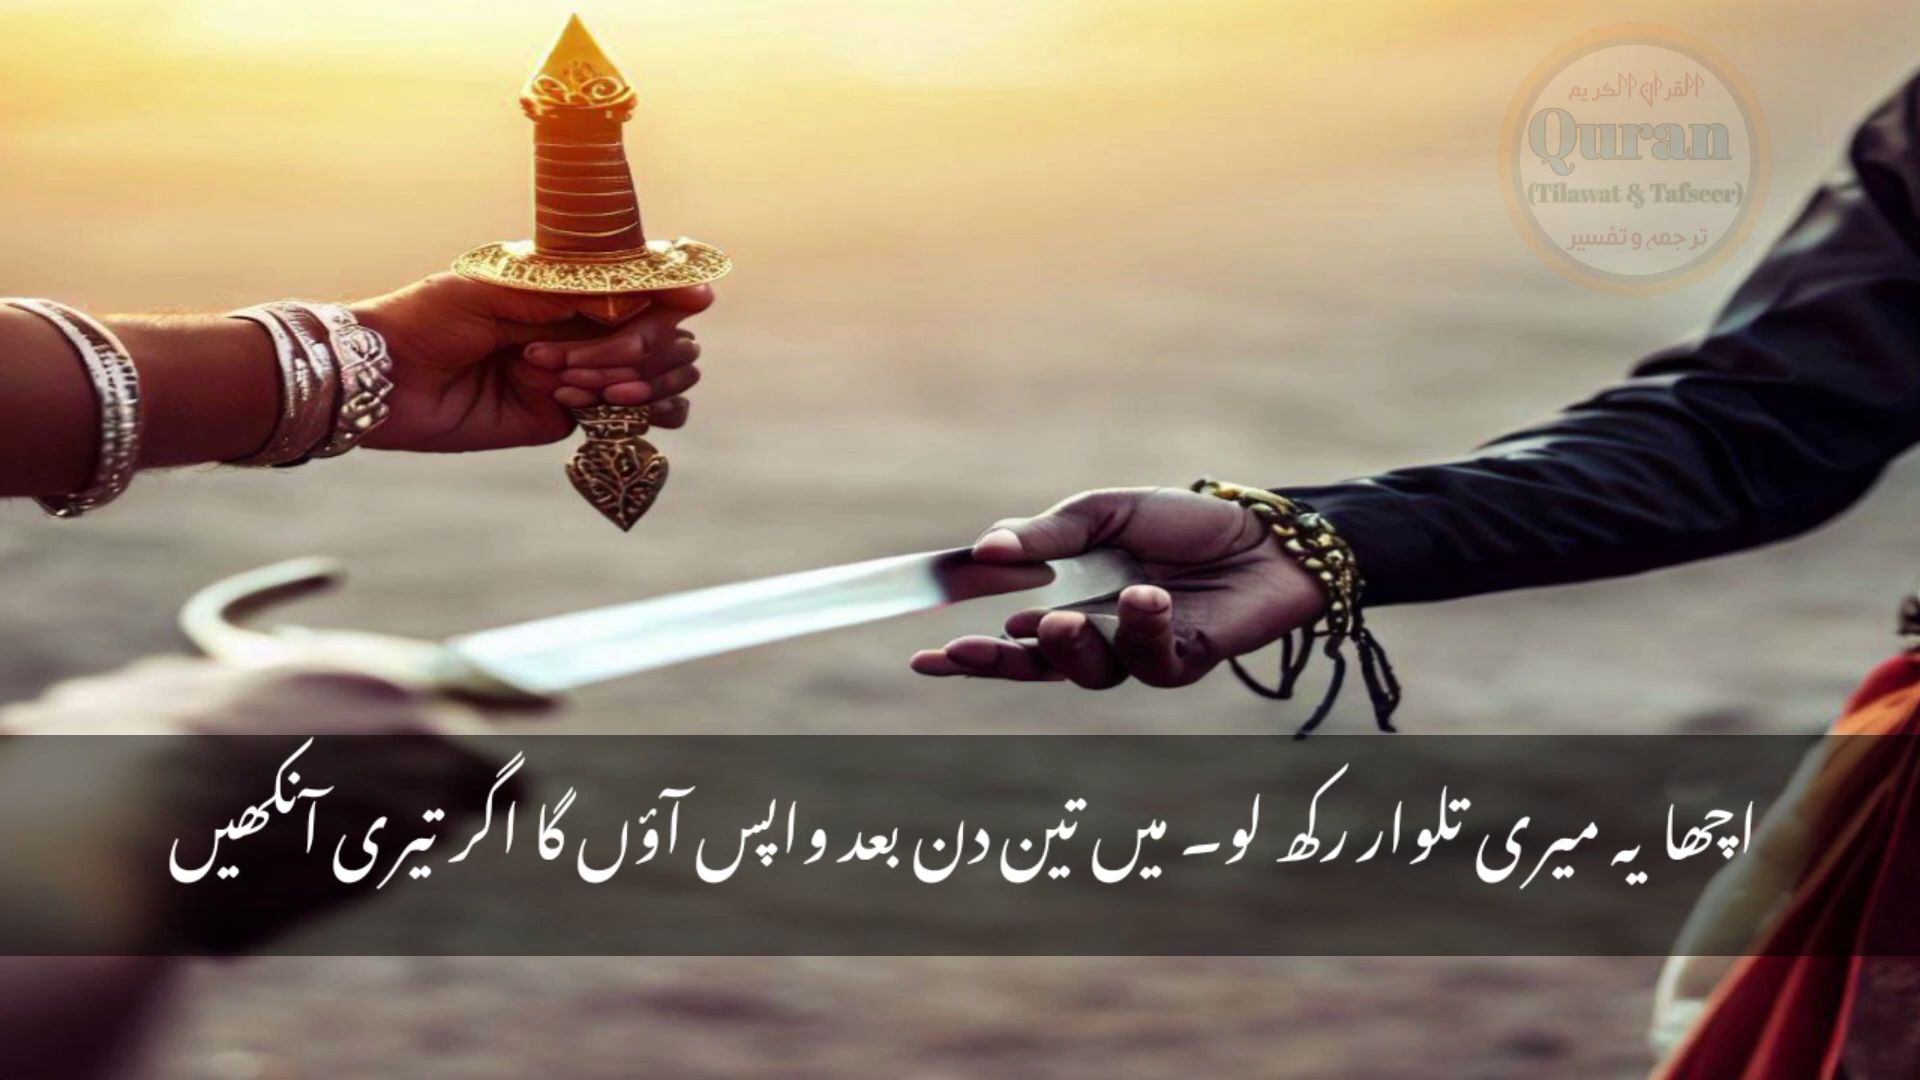 القرآن الكريم
Quran
(Tilawat & Tafseer)
ترجمہ و تفسیر
اچھا یہ میری تلوار رکھ لو۔ میں تین دن بعد واپس آؤں گا اگر تیری آنکھیں